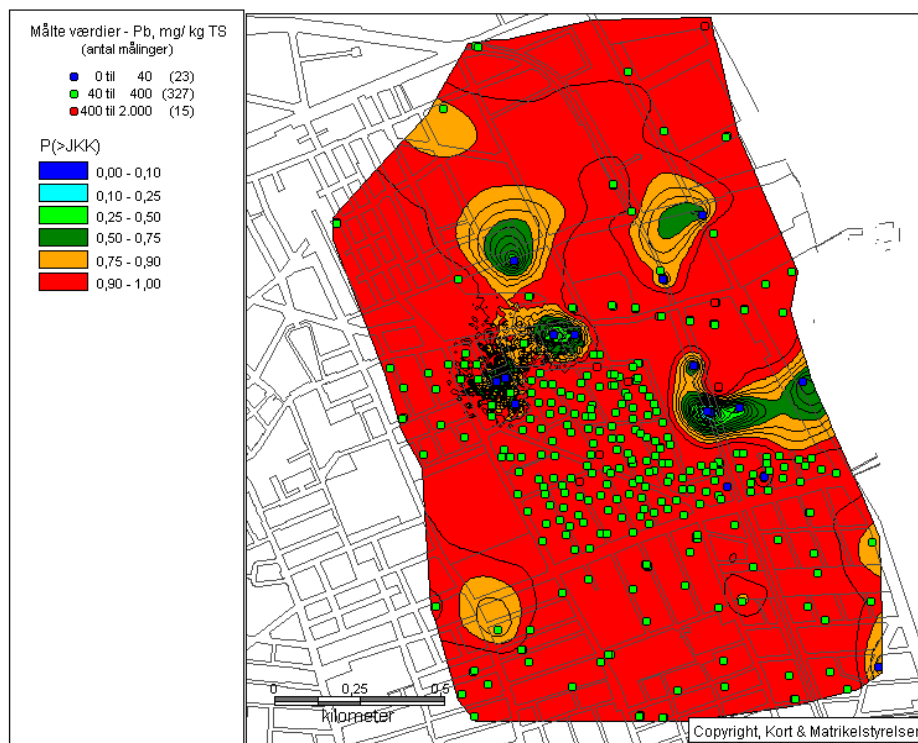 Målte værdier - Pb, mg/ kg TS
(antal målinger)
0 til 40 (23)
40 til 400 (327)
400 til 2.000 (15)
P(>JKK)
0,00 - 0,10
0,10 - 0,25
0,25 - 0,50
0,50 - 0,75
0,75 - 0,90
0,90 - 1,00
0 0,25 0,5
kilometer
Copyright, Kort & Matrikelstyrelsen